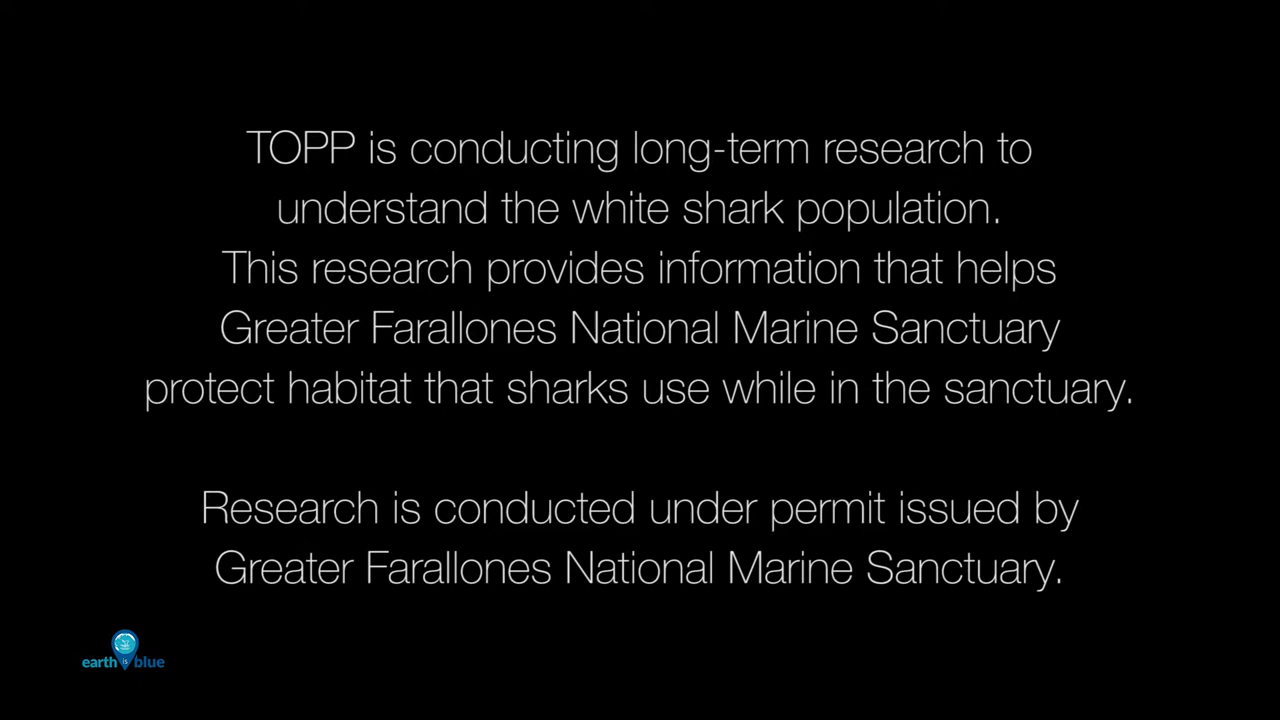 TOPP is conducting long-term research to
understand the white shark population.
This research provides information that helps
Greater Farallones National Marine Sanctuary
protect habitat that sharks use while in the sanctuary.
Research is conducted under permit issued by
Greater Farallones National Marine Sanctuary.
earth is blue